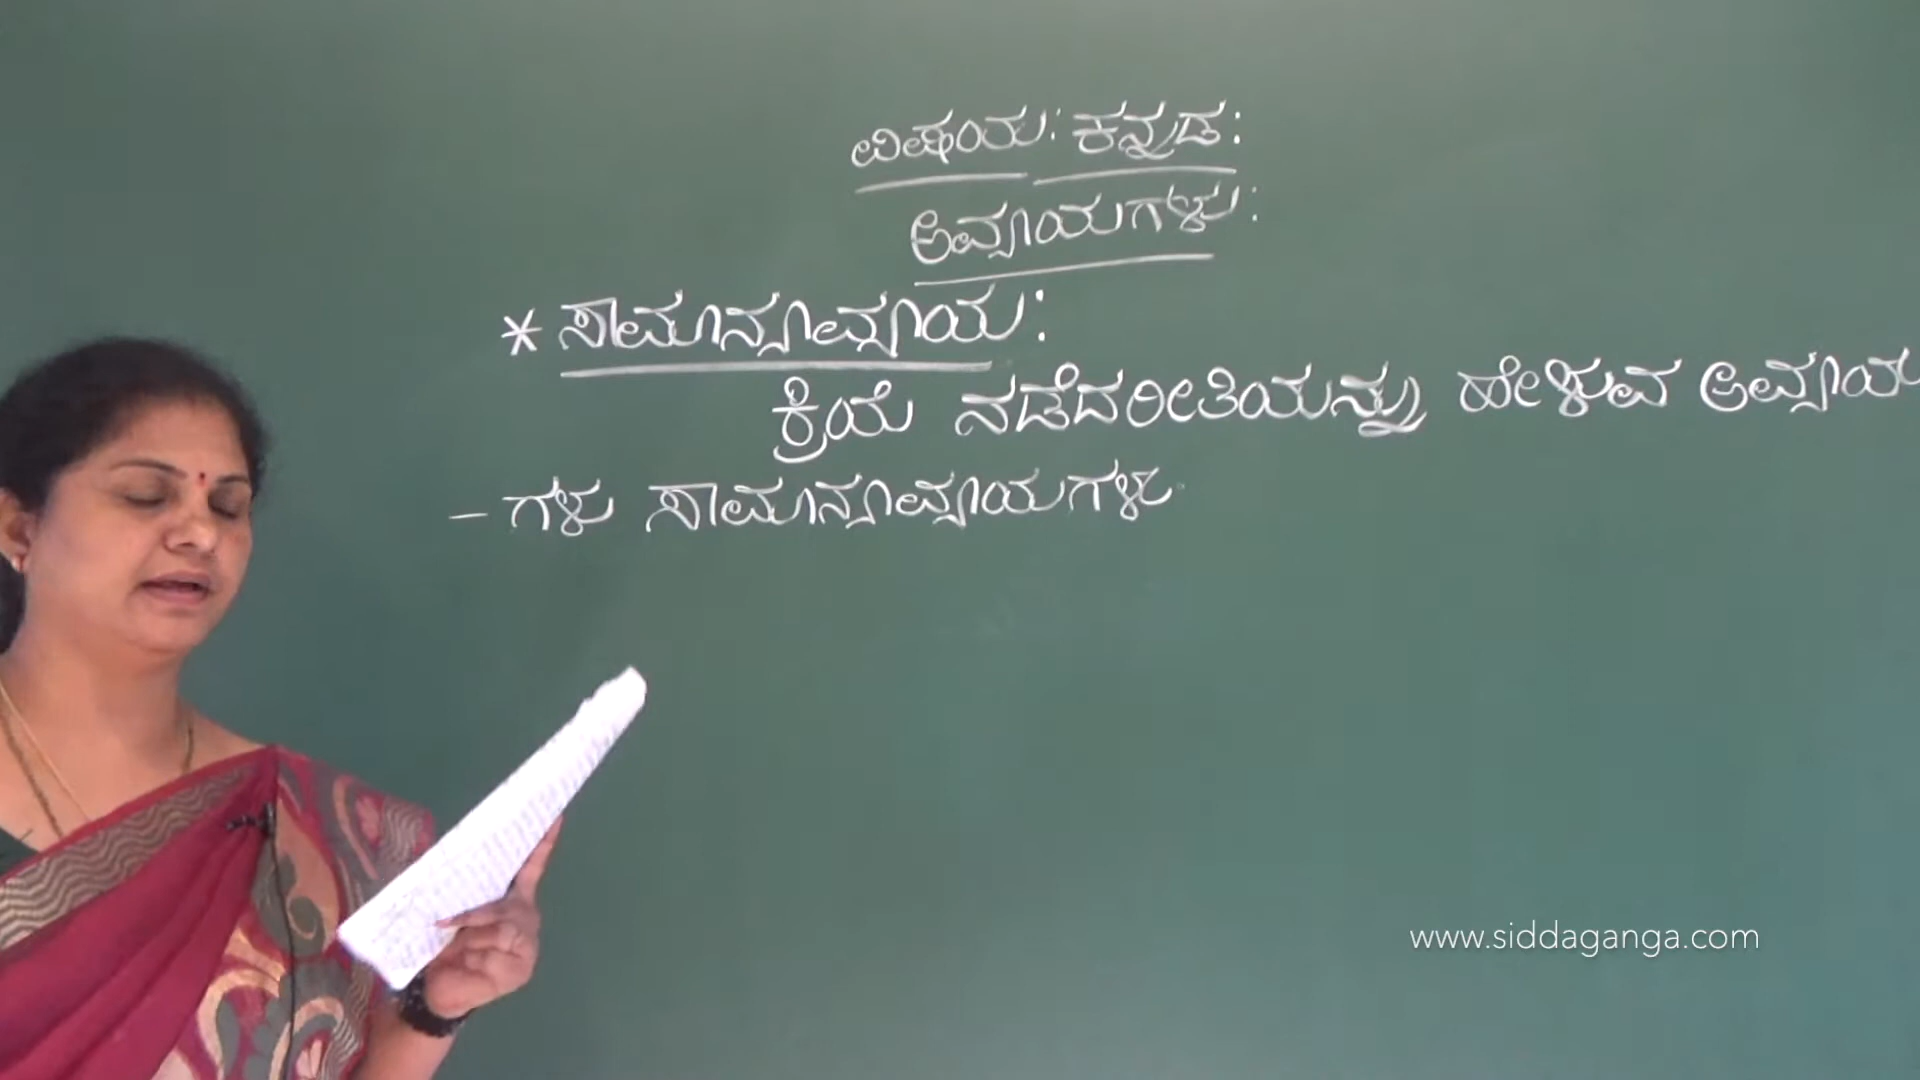 ವಿಷಯ: ಕನ್ನಡ:
ಅವ್ಯಯಗಳು:
* ಸಾಮಾನ್ಯಾವ್ಯಯ:
ಕ್ರಿಯೆ ನಡೆದರೀತಿಯನ್ನು ಹೇಳುವ ಅವ್ಯಯ
- ಗಳು ಸಾಮಾನ್ಯಾವ್ಯಯಗಳು.
www.siddaganga.com